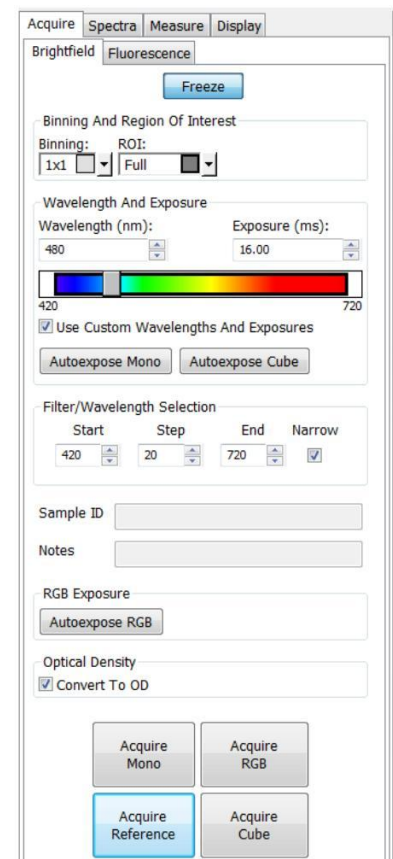 Acquire Spectra Measure Display
Brightfield Fluorescence
Freeze
Binning And Region Of Interest
Binning: ROI:
1x1 Full
Wavelength And Exposure
Wavelength (nm): Exposure (ms):
480 16.00
420 720
Use Custom Wavelengths And Exposures
Autoexpose Mono Autoexpose Cube
Filter/Wavelength Selection
Start Step End Narrow
420 20 720
Sample ID
Notes
RGB Exposure
Autoexpose RGB
Optical Density
Convert To OD
Acquire
Mono
Acquire
RGB
Acquire
Reference
Acquire
Cube